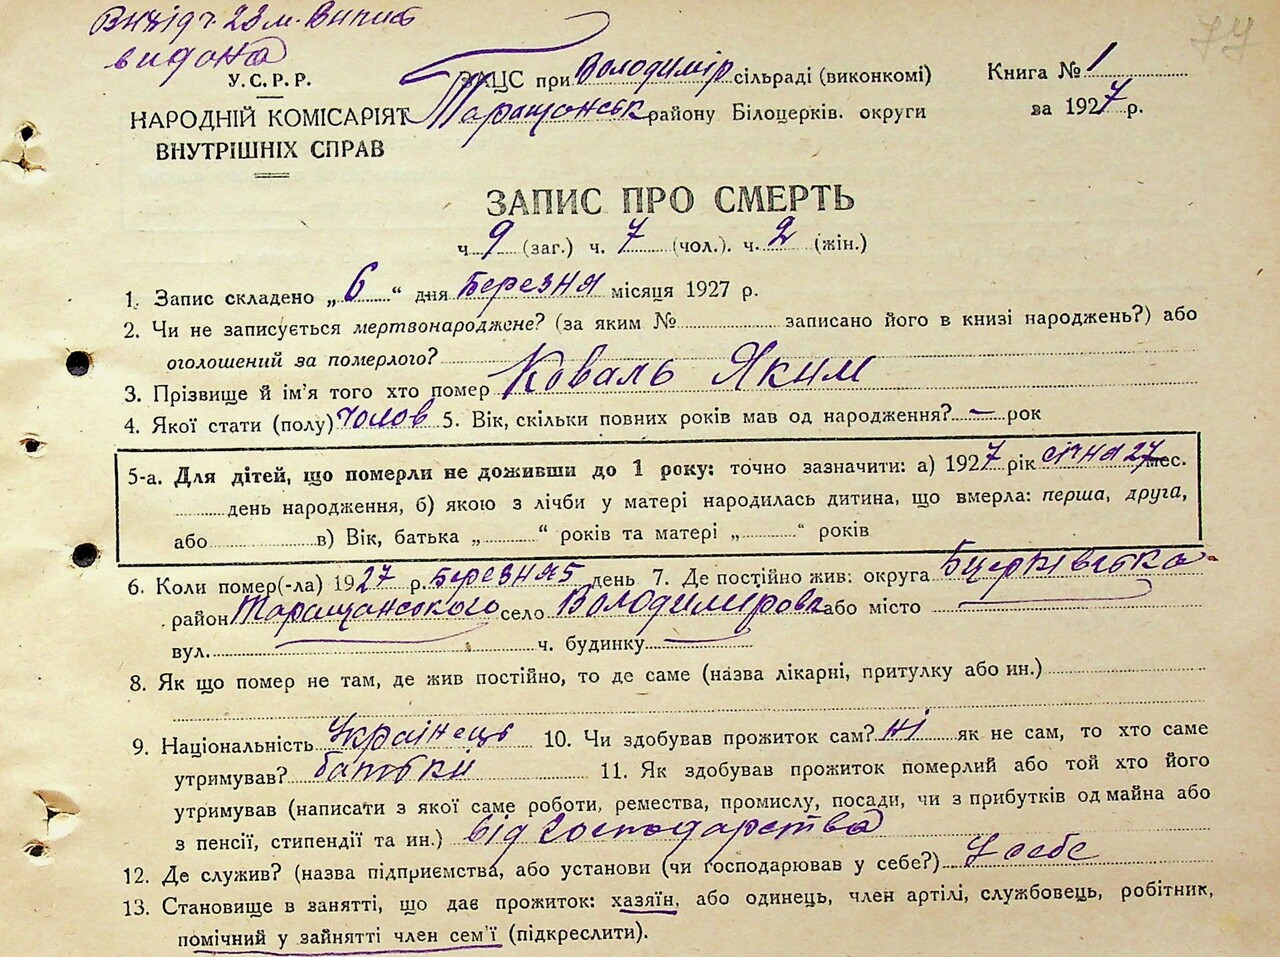 видана
У.С.Р.Р.
НАРОДНІЙ КОМІСАРІЯТ
ВНУТРІШНІХ СПРАВ
ЗАЦС при Володимір сільраді (виконкомі)
Таращанськ району Білоцерків. округи
Книга № 1
за 1927 р.
ЗАПИС ПРО СМЕРТЬ
ч. 9 (заг.) ч. 7 (чол.). ч. 2 (жін.)
1. Запис складено „ 6 “ дня Березня місяця 1927 р.
2. Чи не записується мертвонароджене? (за яким № записано його в книзі народжень?) або
оголошений за померлого?
3. Прізвище й ім'я того хто помер Коваль Яким
4. Якої стати (полу) чолов 5. Вік, скільки повних років мав од народження? — рок
5-а. Для дітей, що померли не доживши до 1 року: точно зазначити: а) 1927 рік січня 27 мес.
день народження, б) якою з лічби у матері народилась дитина, що вмерла: перша, друга,
або в) Вік, батька „ “ років та матері „ “ років
6. Коли помер(-ла) 1927 р. Березня 5 день 7. Де постійно жив: округа Бцерківська
район Таращанського село Володимірівка або місто
вул. ч. будинку
8. Як що помер не там, де жив постійно, то де саме (назва лікарні, притулку або ин.)
9. Національність Українець 10. Чи здобував прожиток сам? ні як не сам, то хто саме
утримував? батьки 11. Як здобував прожиток померлий або той хто його
утримував (написати з якої саме роботи, ремества, промислу, посади, чи з прибутків од майна або
з пенсії, стипендії та ин.) від господарства
12. Де служив? (назва підприємства, або установи (чи господарював у себе?) У себе
13. Становище в занятті, що дає прожиток: хазяїн, або одинець, член артілі, службовець, робітник,
помічний у зайнятті член сем'ї (підкреслити).